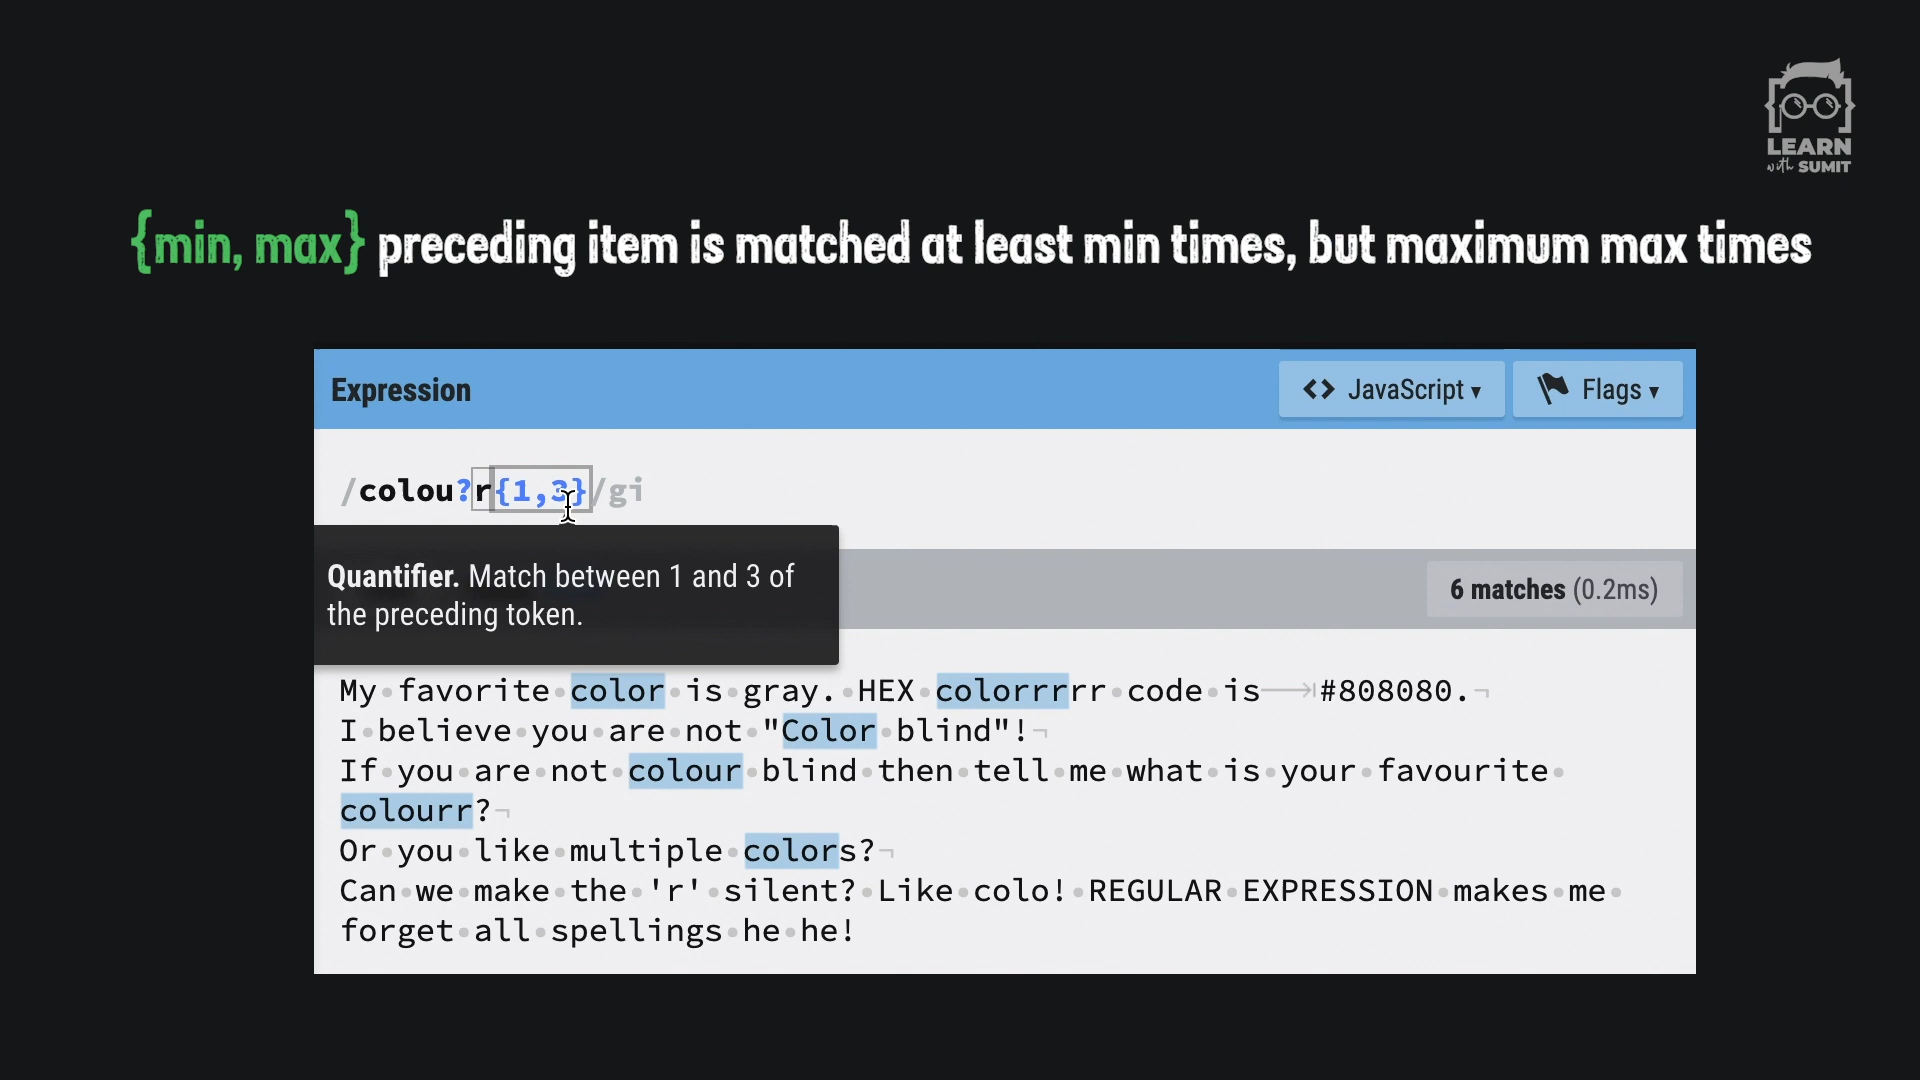 LEARN
with SUMIT
{min, max} preceding item is matched at least min times, but maximum max times
Expression
<> JavaScript ▾
Flags ▾
/colou?r{1,3}/gi
Quantifier. Match between 1 and 3 of
the preceding token.
6 matches (0.2ms)
My favorite color is gray. HEX colorrrrr code is #808080.
I believe you are not "Color blind"!
If you are not colour blind then tell me what is your favourite
colourr?
Or you like multiple colors?
Can we make the 'r' silent? Like colo! REGULAR EXPRESSION makes me
forget all spellings he he!